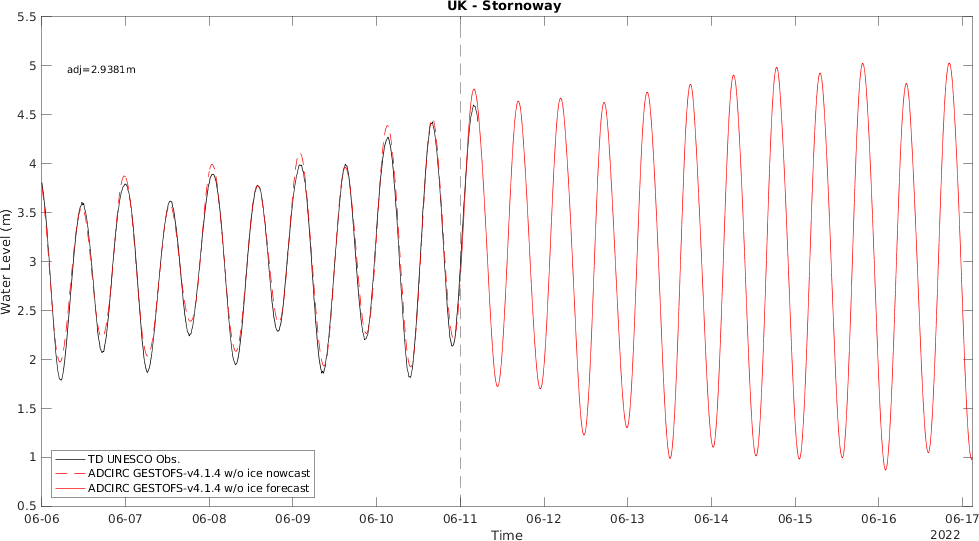 UK - Stornoway
adj=2.9381m
Water Level (m)
5.5
5
4.5
4
3.5
3
2.5
2
1.5
1
0.5
TD UNESCO Obs.
ADCIRC GESTOFS-v4.1.4 w/o ice nowcast
ADCIRC GESTOFS-v4.1.4 w/o ice forecast
06-06 06-07 06-08 06-09 06-10 06-11 06-12 06-13 06-14 06-15 06-16 06-17
Time
2022